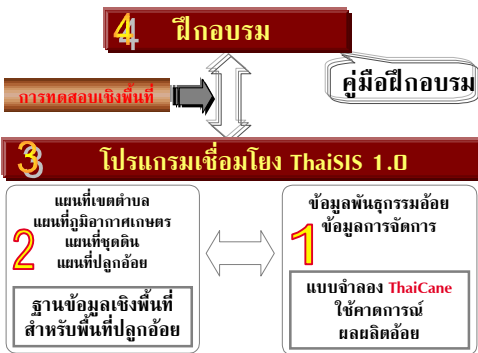 4 ฝึกอบรม
คู่มือฝึกอบรม
การทดสอบเชิงพื้นที่
3 โปรแกรมเชื่อมโยง ThaiSIS 1.0
2
แผนที่เขตตำบล
แผนที่ภูมิอากาศเกษตร
แผนที่ชุดดิน
แผนที่ปลูกอ้อย
ฐานข้อมูลเชิงพื้นที่
สำหรับพื้นที่ปลูกอ้อย
1
ข้อมูลพันธุกรรมอ้อย
ข้อมูลการจัดการ
แบบจำลอง ThaiCane
ใช้คาดการณ์
ผลผลิตอ้อย